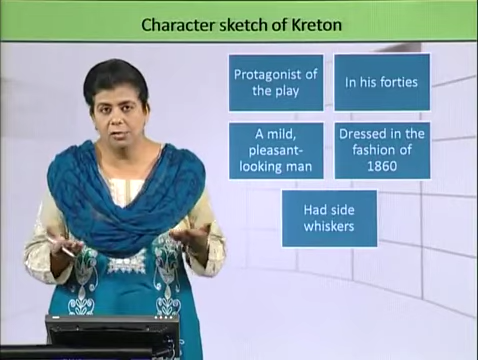 Character sketch of Kreton
Protagonist of
the play
In his forties
A mild,
pleasant-
looking man
Dressed in the
fashion of
1860
Had side
whiskers